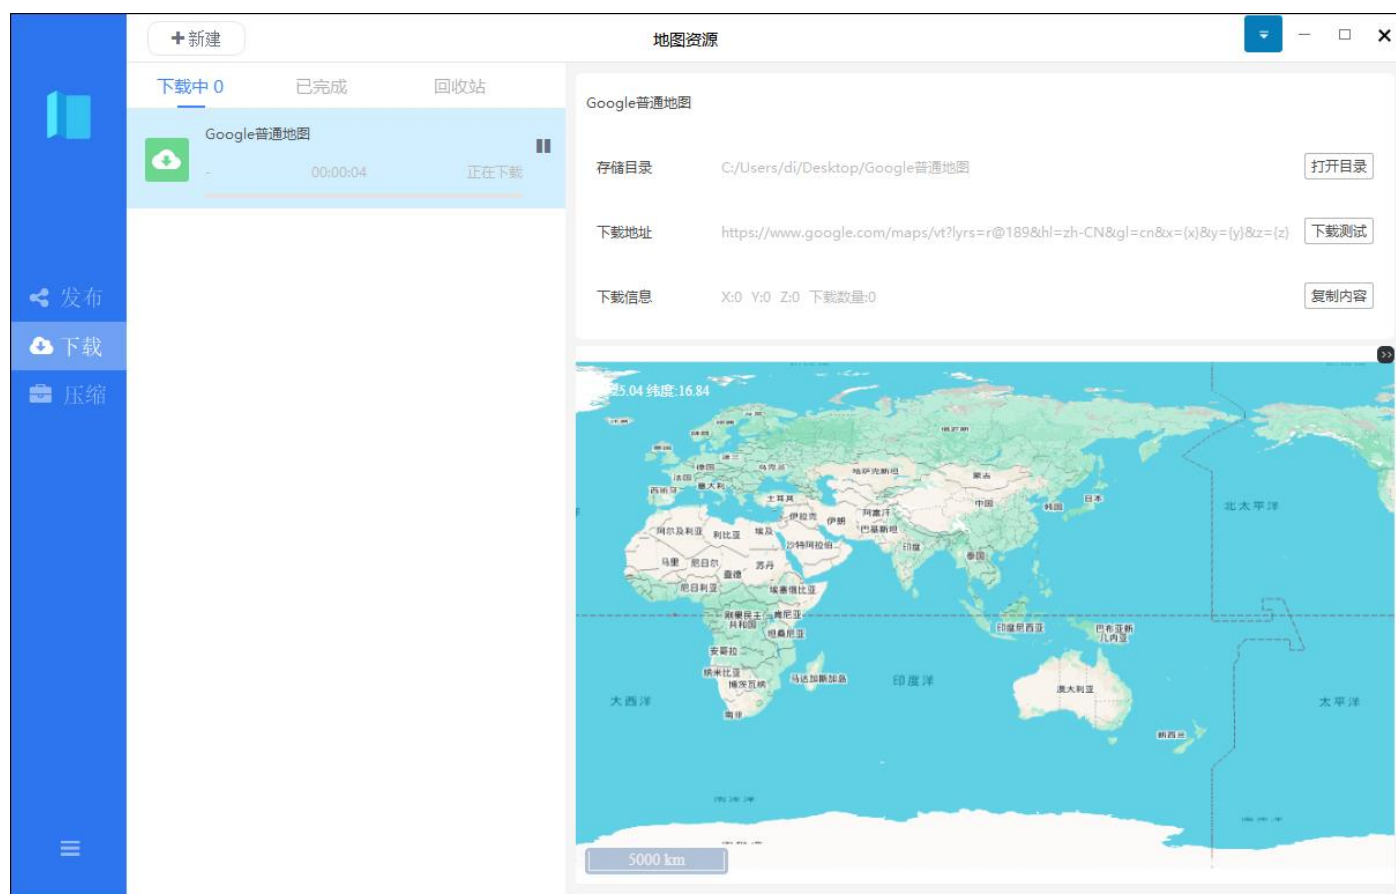 新建
地图资源
下载中 0
已完成
回收站
Google普通地图
-
00:00:04
正在下载
发布
下载
压缩
Google普通地图
存储目录
C:/Users/di/Desktop/Google普通地图
打开目录
下载地址
https://www.google.com/maps/vt?lyrs=r@189&hl=zh-CN&gl=cn&x={x}&y={y}&z={z}
下载测试
下载信息
X:0 Y:0 Z:0 下载数量:0
复制内容
5.04 纬度:16.84
俄罗斯
英国
德国
波兰
乌克兰
哈萨克斯坦
蒙古
法国
西班牙
意大利
土耳其
中国
韩国
日本
北太平洋
伊拉克
伊朗
阿富汗
巴基斯坦
阿尔及利亚
利比亚
埃及
沙特阿拉伯
印度
泰国
马里
尼日尔
乍得
苏丹
尼日利亚
埃塞俄比亚
刚果民主
共和国
肯尼亚
坦桑尼亚
印度尼西亚
巴布亚新
几内亚
安哥拉
纳米比亚
博茨瓦纳
马达加斯加岛
印度洋
澳大利亚
大西洋
太平洋
南非
新西兰
5000 km